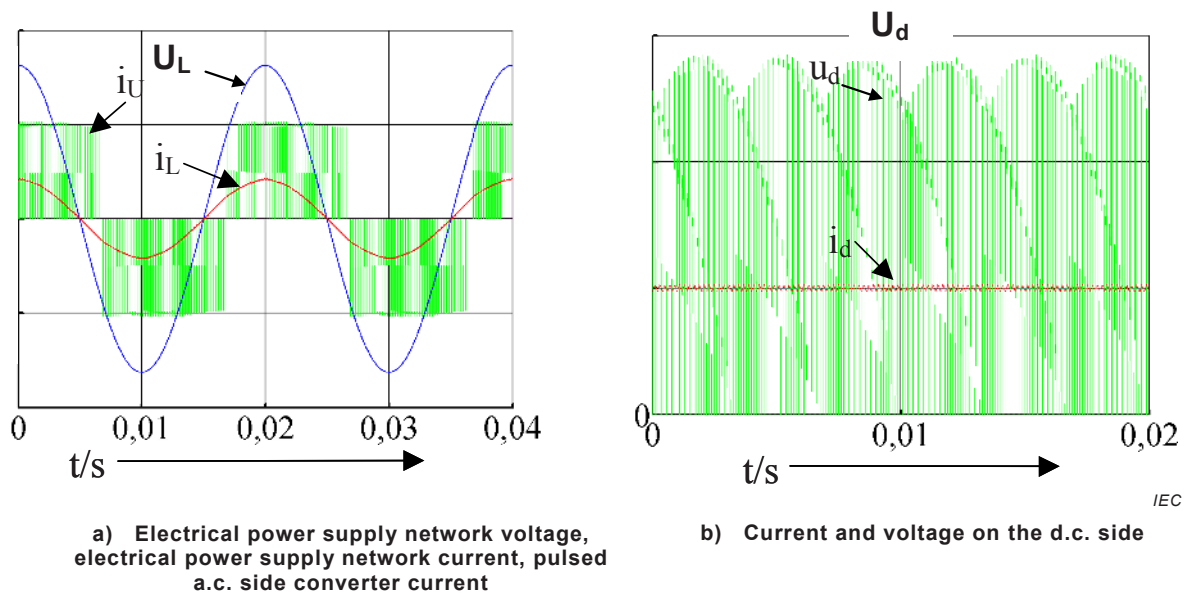 U_L
i_U
i_L
0 0,01 0,02 0,03 0,04
t/s
a) Electrical power supply network voltage,
electrical power supply network current, pulsed
a.c. side converter current
U_d
u_d
i_d
0
0 0,01 0,02
t/s
IEC
b) Current and voltage on the d.c. side